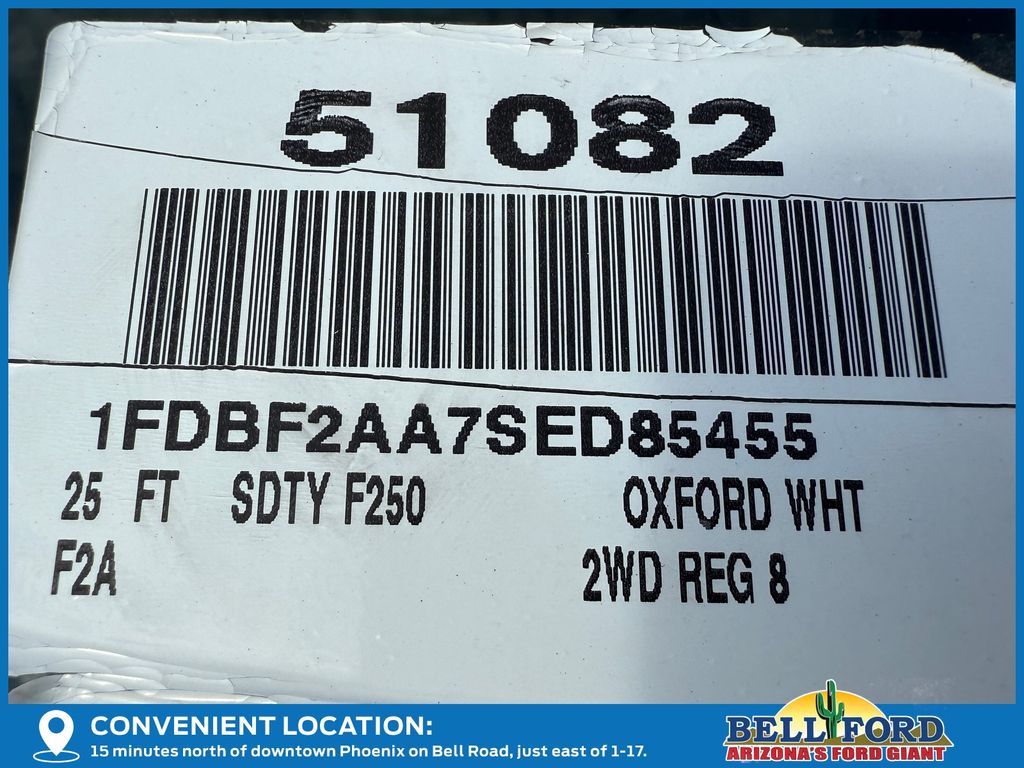 51082
1FDBF2AA7SED85455
25 FT SDTY F250 OXFORD WHT
F2A 2WD REG 8
CONVENIENT LOCATION:
15 minutes north of downtown Phoenix on Bell Road, just east of 1-17.
BELL FORD
ARIZONA'S FORD GIANT